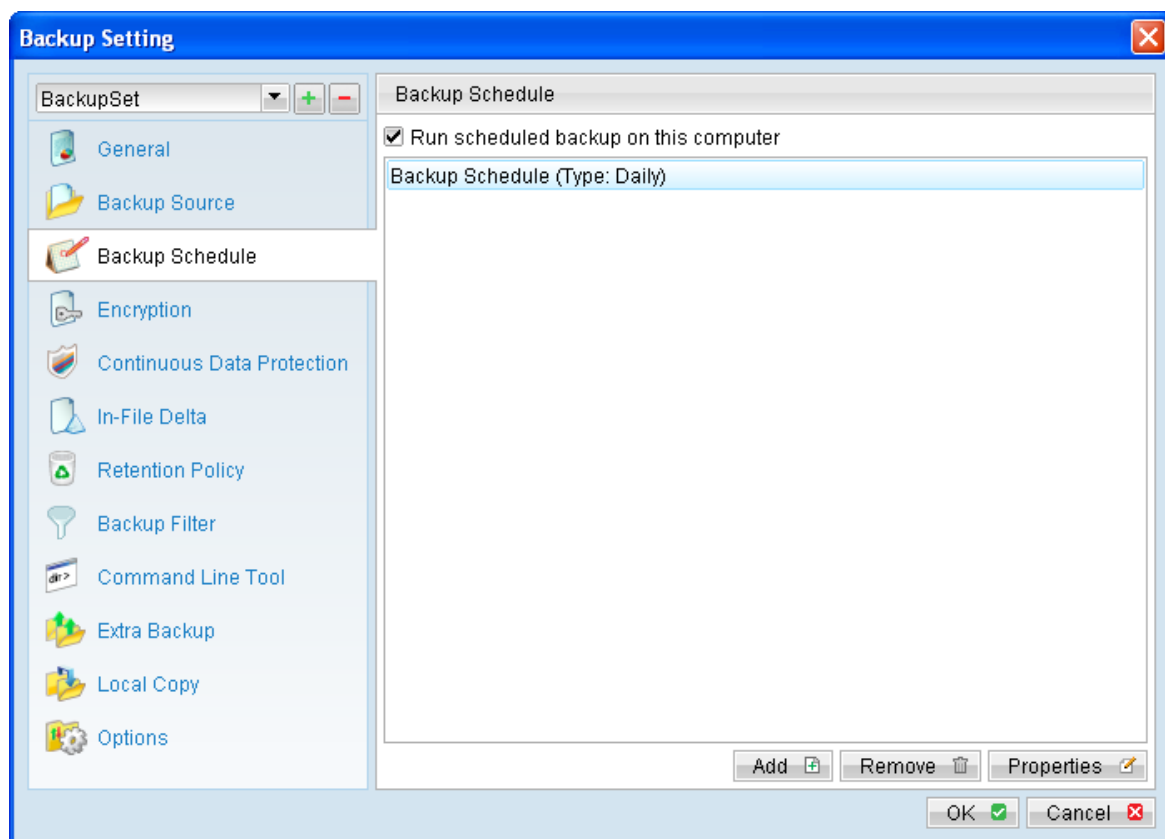 Backup Setting
BackupSet
General
Backup Source
Backup Schedule
Encryption
Continuous Data Protection
In-File Delta
Retention Policy
Backup Filter
dir>
Command Line Tool
Extra Backup
Local Copy
Options
Backup Schedule
Run scheduled backup on this computer
Backup Schedule (Type: Daily)
Add
Remove
Properties
OK
Cancel